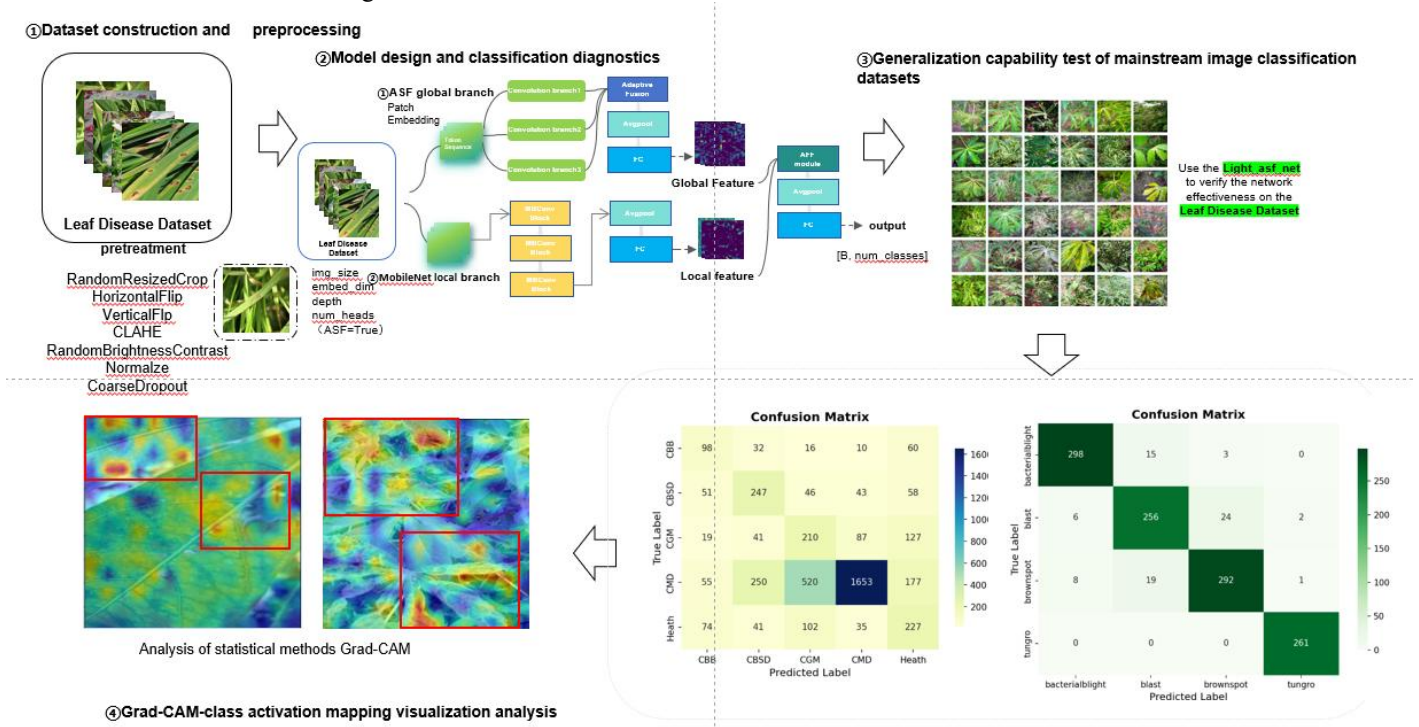 ①Dataset construction and preprocessing
Leaf Disease Dataset
pretreatment
RandomResizedCrop
HorizontalFlip
VerticalFlp
CLAHE
RandomBrightnessContrast
Normalze
CoarseDropout
②Model design and classification diagnostics
①ASF global branch
Patch
Embedding
Token
Sequence
Convolution branch1
Convolution branch2
Convolution branch3
Adaptive
Fusion
Avgpool
FC
Global Feature
Leaf Disease
Dataset
img_size
embed_dim
depth
num_heads
(ASF=True)
②MobileNet local branch
MBConv
Block
MBConv
Block
MBConv
Block
Avgpool
FC
Local feature
AFF
module
Avgpool
FC
output
[B, num_classes]
③Generalization capability test of mainstream image classification
datasets
Use the Light_asf_net
to verify the network
effectiveness on the
Leaf Disease Dataset
Confusion Matrix
True Label
CBB 98 32 16 10 60
CBSD 51 247 46 43 58
CGM 19 41 210 87 127
CMD 55 250 520 1653 177
Heath 74 41 102 35 227
CBB CBSD CGM CMD Heath
Predicted Label
1400
1200
1000
800
600
400
200
Confusion Matrix
True Label
bacterialblight 298 15 3 0
blast 6 256 24 2
brownspot 8 19 292 1
tungro 0 0 0 261
bacterialblight blast brownspot tungro
Predicted Label
250
200
150
100
50
0
Analysis of statistical methods Grad-CAM
④Grad-CAM-class activation mapping visualization analysis